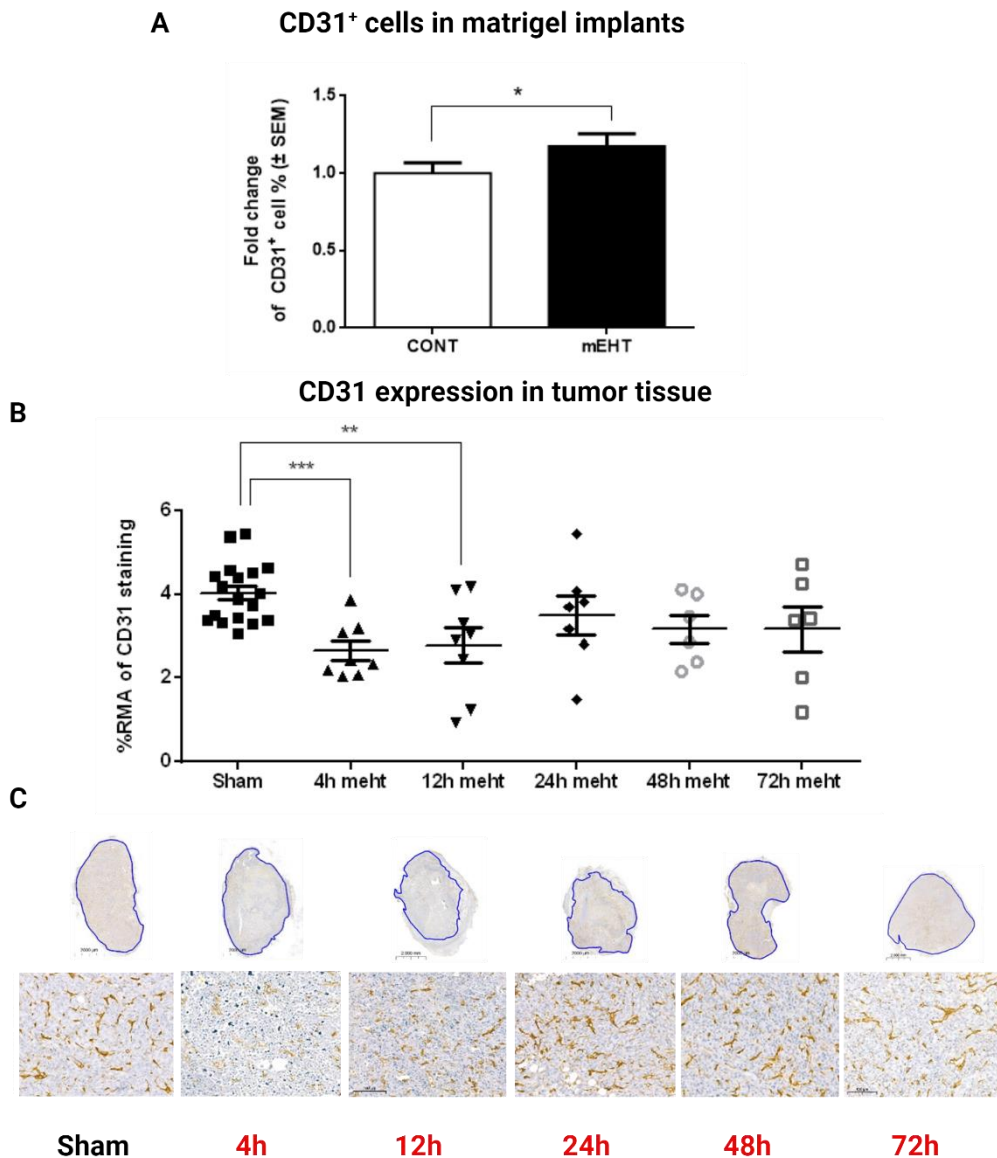 A
CD31⁺ cells in matrigel implants
Fold change
of CD31⁺ cell % (± SEM)
1.5
1.0
0.5
0.0
*
CONT
mEHT
CD31 expression in tumor tissue
B
**
***
%RMA of CD31 staining
6
4
2
0
Sham
4h meht
12h meht
24h meht
48h meht
72h meht
C
Sham
4h
12h
24h
48h
72h